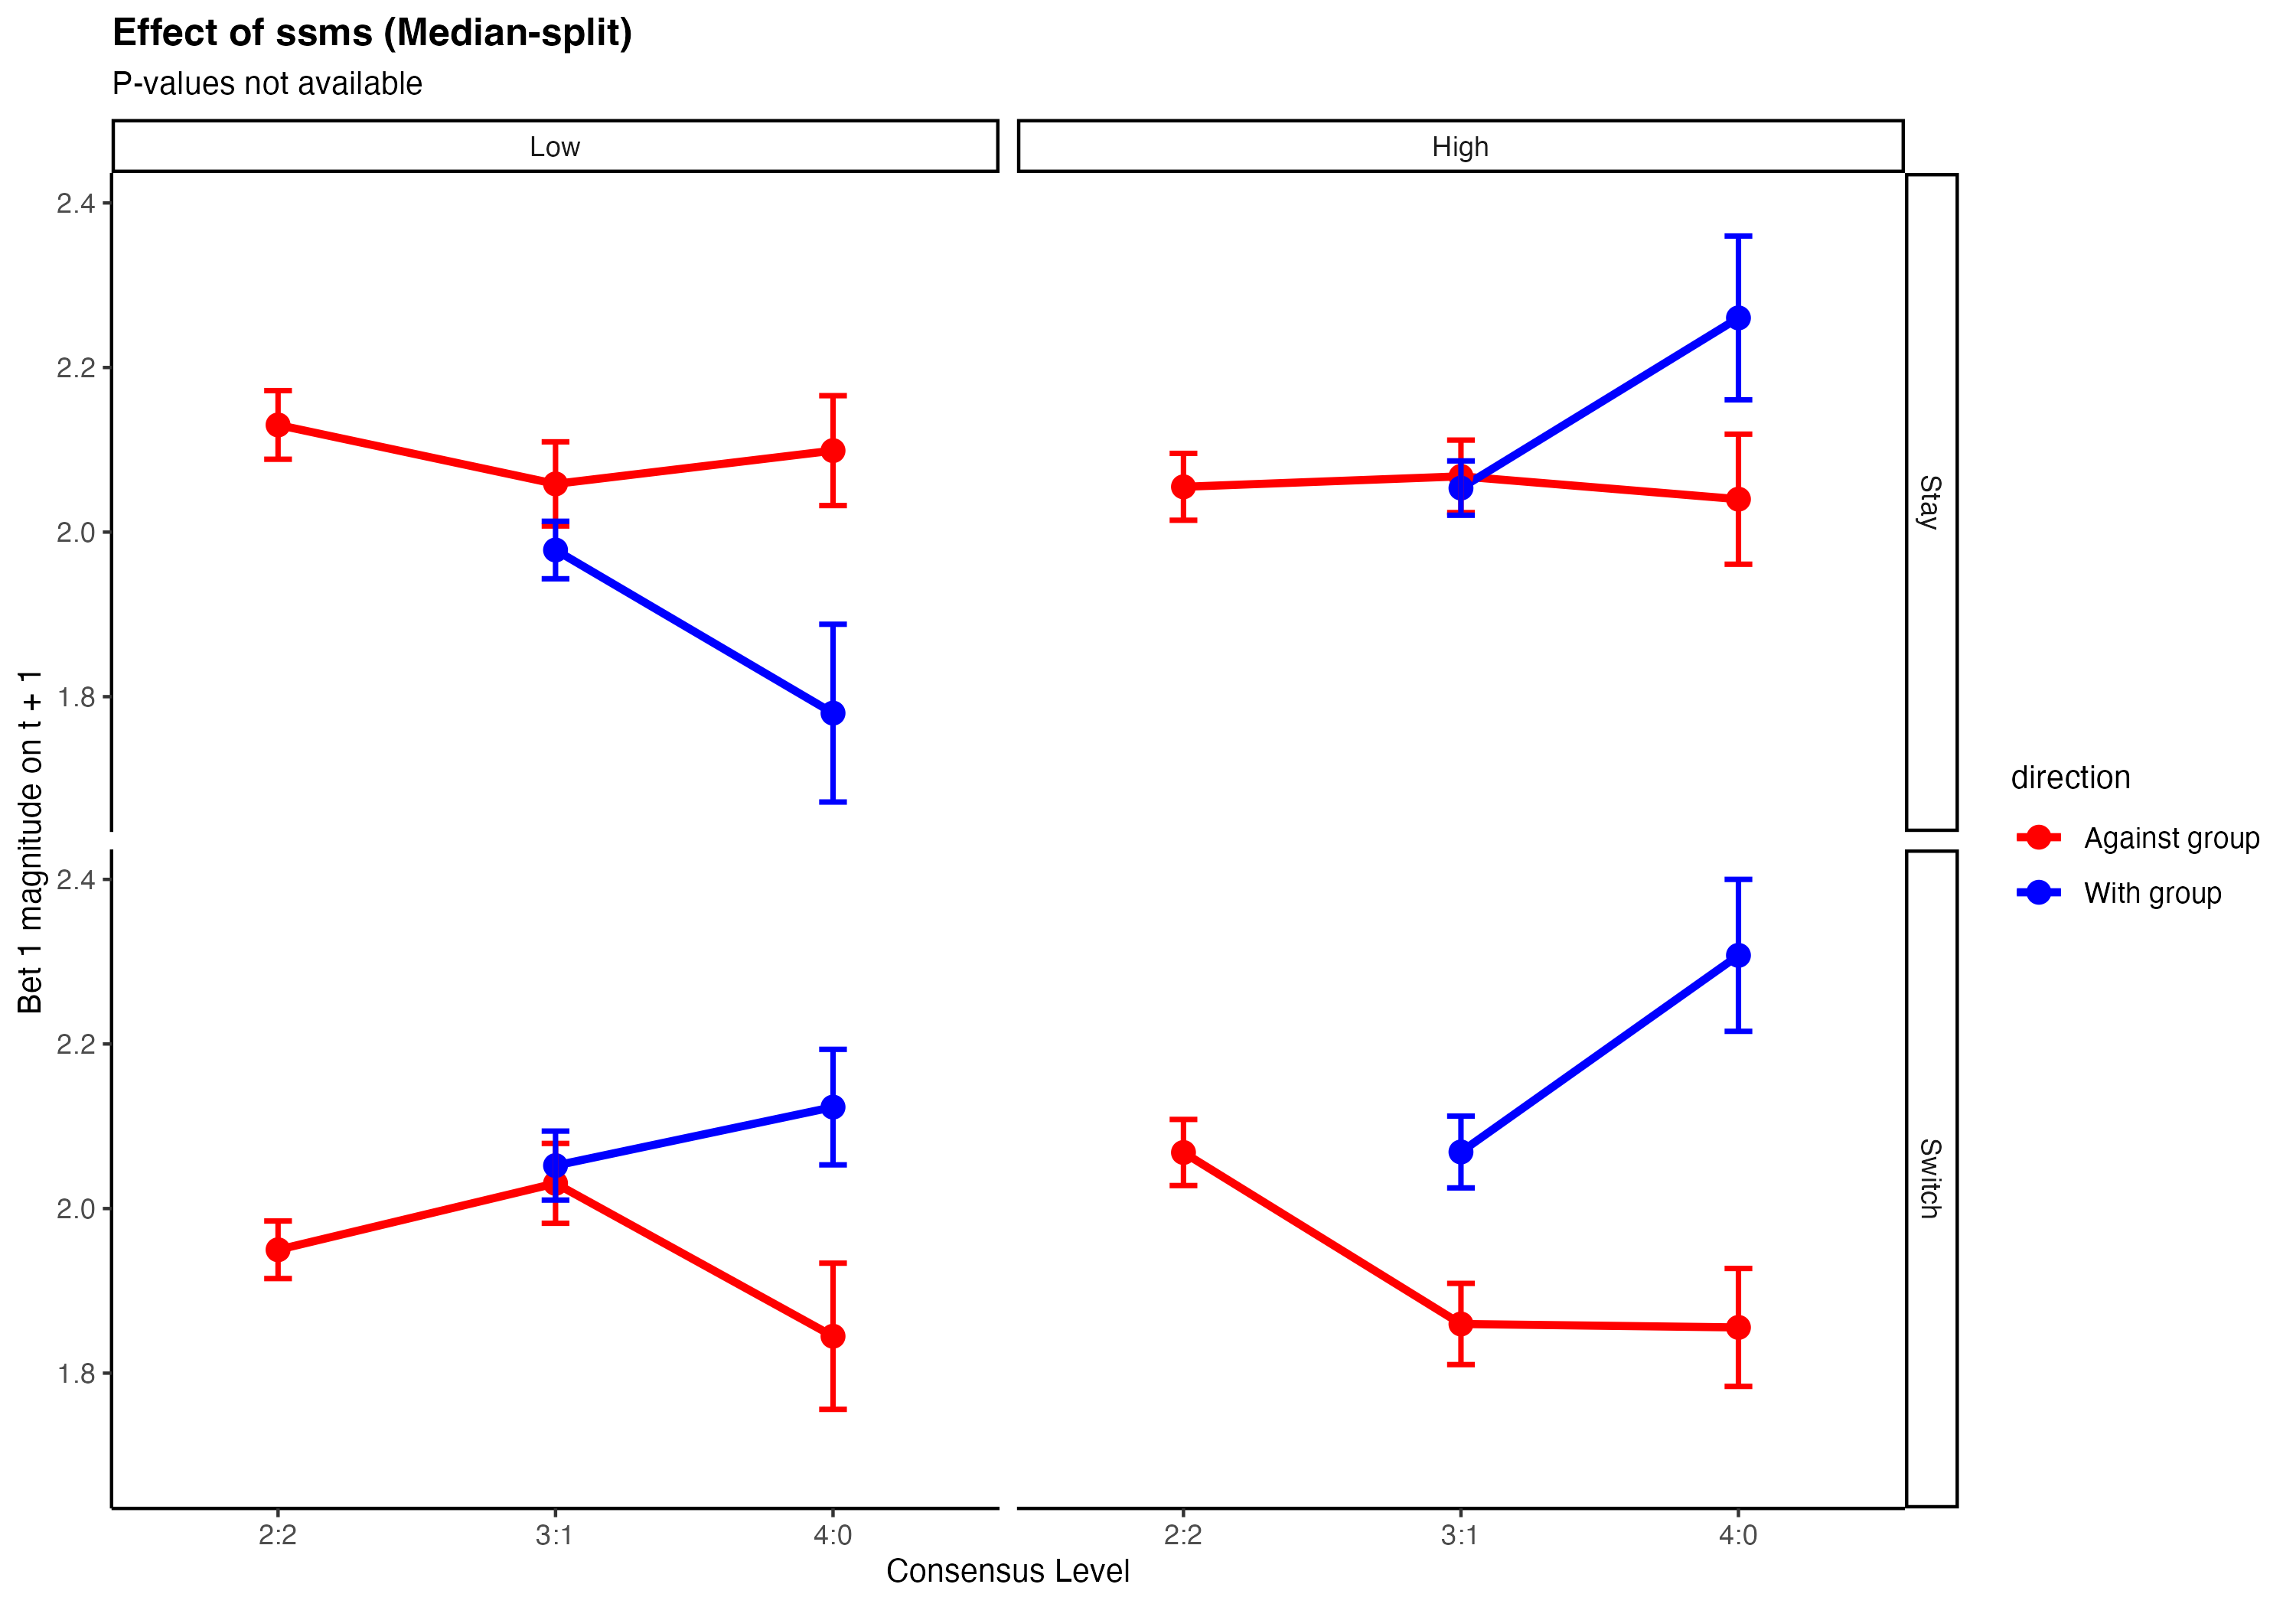 Effect of ssms (Median-split)
P-values not available
Low
High
2.4
2.2
2.0
1.8
Stay
Bet 1 magnitude on t + 1
2.4
2.2
2.0
1.8
Switch
direction
Against group
With group
2:2
3:1
4:0
2:2
3:1
4:0
Consensus Level